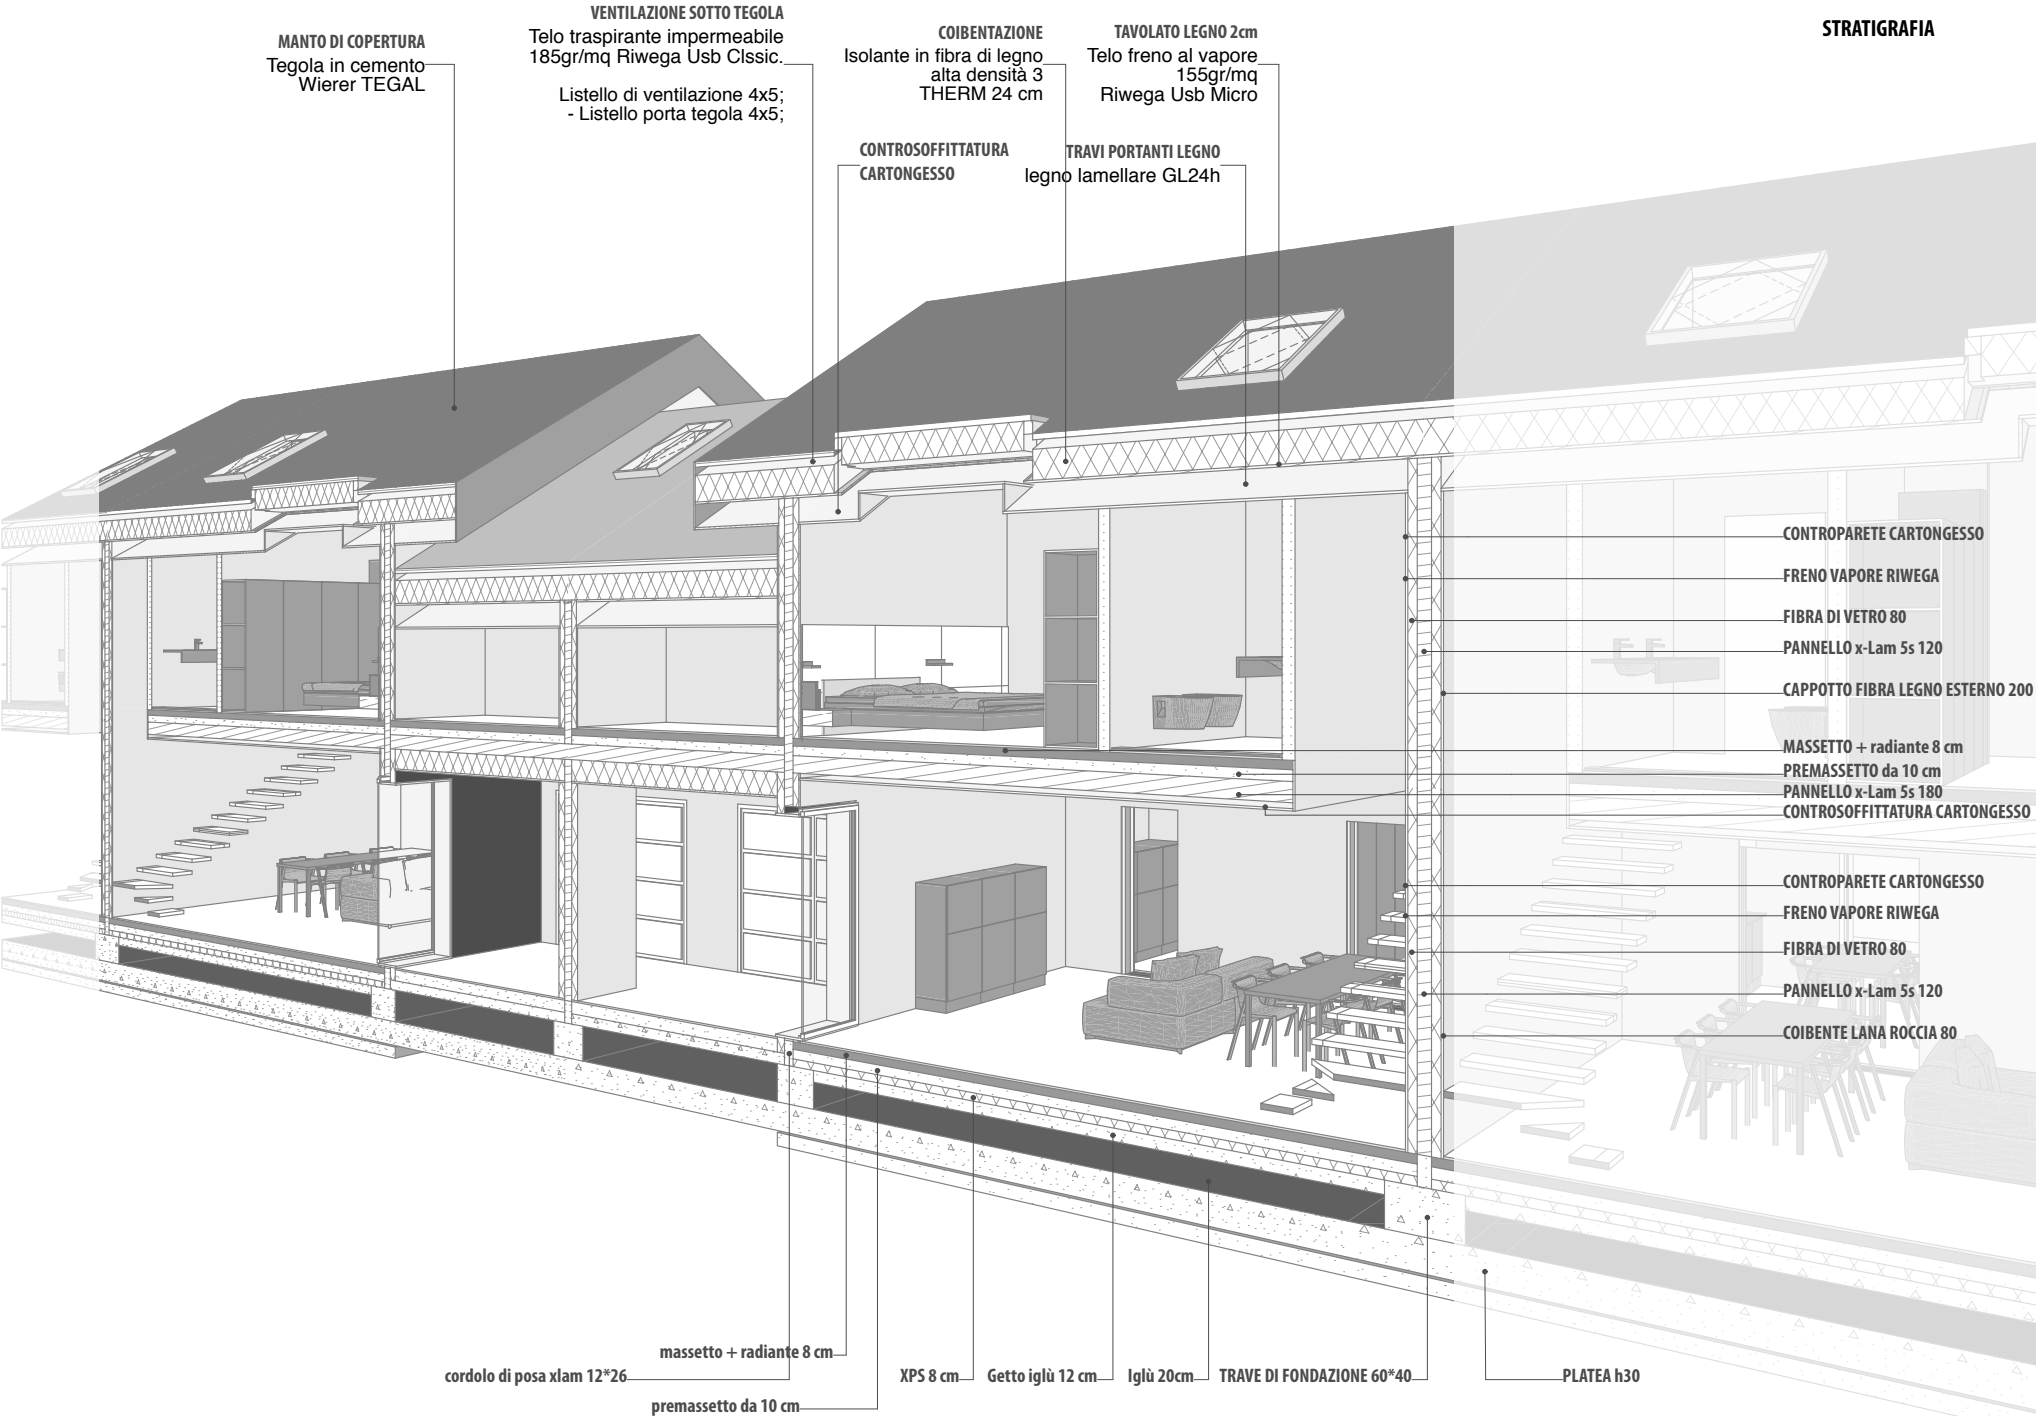 STRATIGRAFIA
MANTO DI COPERTURA
Tegola in cemento
Wierer TEGAL
VENTILAZIONE SOTTO TEGOLA
Telo traspirante impermeabile
185gr/mq Riwega Usb Clssic.
Listello di ventilazione 4x5;
- Listello porta tegola 4x5;
COIBENTAZIONE
Isolante in fibra di legno
alta densità 3
THERM 24 cm
TAVOLATO LEGNO 2cm
Telo freno al vapore
155gr/mq
Riwega Usb Micro
CONTROSOFFITTATURA
CARTONGESSO
TRAVI PORTANTI LEGNO
legno lamellare GL24h
CONTROPARETE CARTONGESSO
FRENO VAPORE RIWEGA
FIBRA DI VETRO 80
PANNELLO x-Lam 5s 120
CAPPOTTO FIBRA LEGNO ESTERNO 200
MASSETTO + radiante 8 cm
PREMASSETTO da 10 cm
PANNELLO x-Lam 5s 180
CONTROSOFFITTATURA CARTONGESSO
CONTROPARETE CARTONGESSO
FRENO VAPORE RIWEGA
FIBRA DI VETRO 80
PANNELLO x-Lam 5s 120
COIBENTE LANA ROCCIA 80
massetto + radiante 8 cm
cordolo di posa xlam 12*26
premassetto da 10 cm
XPS 8 cm
Getto iglù 12 cm
Iglù 20cm
TRAVE DI FONDAZIONE 60*40
PLATEA h30